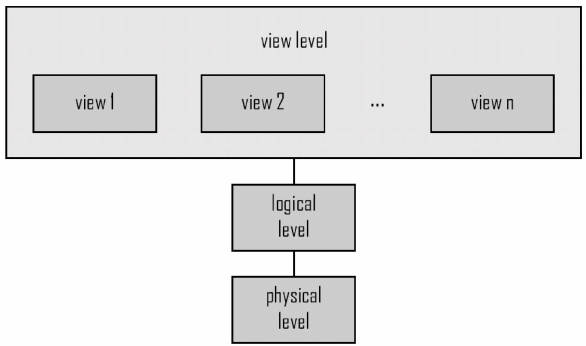 view level
view 1
view 2
...
view n
logical
level
physical
level